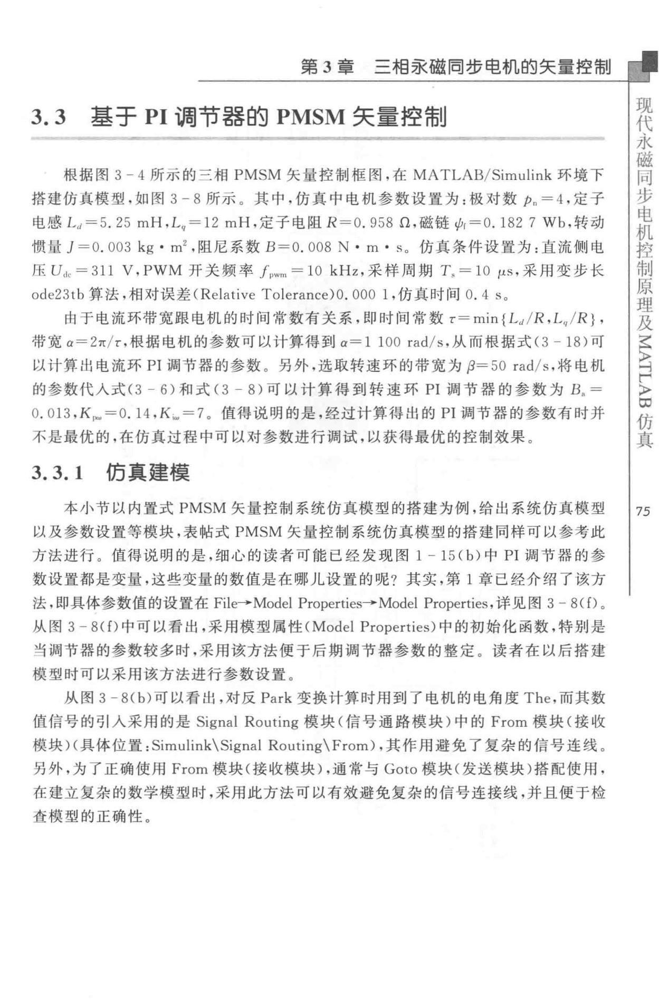 第 3 章 三相永磁同步电机的矢量控制
3.3 基于 PI 调节器的 PMSM 矢量控制
根据图 3-4 所示的三相 PMSM 矢量控制框图,在 MATLAB/Simulink 环境下
搭建仿真模型,如图 3-8 所示。其中,仿真中电机参数设置为:极对数 pₙ=4,定子
电感 L_d=5.25 mH,L_q=12 mH,定子电阻 R=0.958 Ω,磁链 ψ_f=0.182 7 Wb,转动
惯量 J=0.003 kg·m²,阻尼系数 B=0.008 N·m·s。仿真条件设置为:直流侧电
压 U_dc=311 V,PWM 开关频率 f_pwm=10 kHz,采样周期 T_s=10 μs,采用变步长
ode23tb 算法,相对误差(Relative Tolerance)0.000 1,仿真时间 0.4 s。
由于电流环带宽跟电机的时间常数有关系,即时间常数 τ=min{L_d/R,L_q/R},
带宽 α=2π/τ,根据电机的参数可以计算得到 α=1 100 rad/s,从而根据式(3-18)可
以计算出电流环 PI 调节器的参数。另外,选取转速环的带宽为 β=50 rad/s,将电机
的参数代入式(3-6)和式(3-8)可以计算得到转速环 PI 调节器的参数为 B_a=
0.013,K_pω=0.14,K_iω=7。值得说明的是,经过计算得出的 PI 调节器的参数有时并
不是最优的,在仿真过程中可以对参数进行调试,以获得最优的控制效果。
3.3.1 仿真建模
本小节以内置式 PMSM 矢量控制系统仿真模型的搭建为例,给出系统仿真模型
以及参数设置等模块,表帖式 PMSM 矢量控制系统仿真模型的搭建同样可以参考此
方法进行。值得说明的是,细心的读者可能已经发现图 1-15(b)中 PI 调节器的参
数设置都是变量,这些变量的数值是在哪儿设置的呢? 其实,第 1 章已经介绍了该方
法,即具体参数值的设置在 File→Model Properties→Model Properties,详见图 3-8(f)。
从图 3-8(f)中可以看出,采用模型属性(Model Properties)中的初始化函数,特别是
当调节器的参数较多时,采用该方法便于后期调节器参数的整定。读者在以后搭建
模型时可以采用该方法进行参数设置。
从图 3-8(b)可以看出,对反 Park 变换计算时用到了电机的电角度 The,而其数
值信号的引入采用的是 Signal Routing 模块(信号通路模块)中的 From 模块(接收
模块)(具体位置:Simulink\Signal Routing\From),其作用避免了复杂的信号连线。
另外,为了正确使用 From 模块(接收模块),通常与 Goto 模块(发送模块)搭配使用,
在建立复杂的数学模型时,采用此方法可以有效避免复杂的信号连接线,并且便于检
查模型的正确性。
现代永磁同步电机控制原理及MATLAB仿真
75